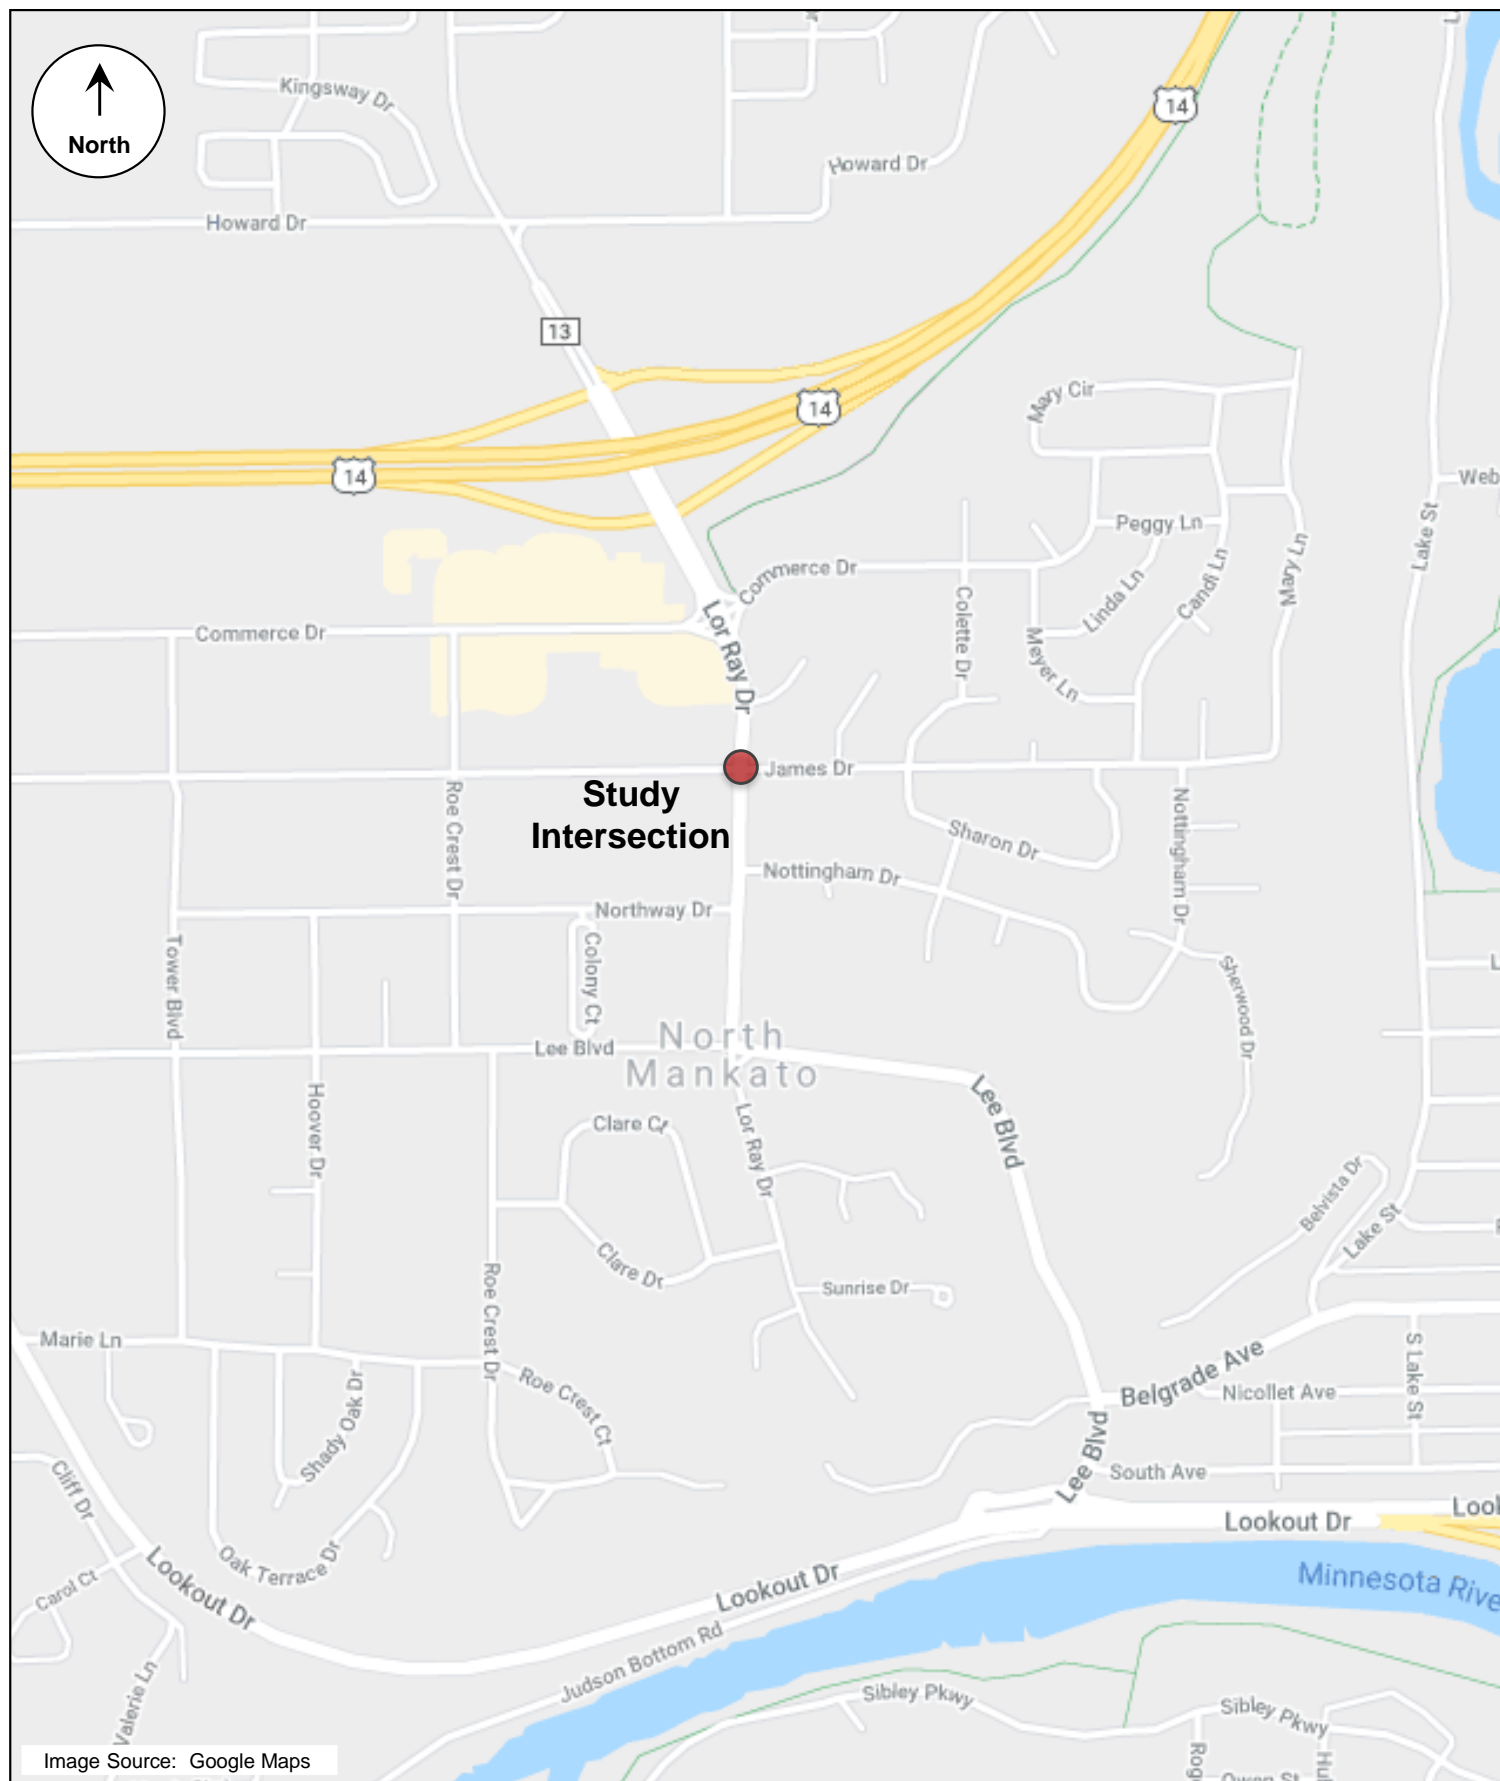 14
Kingsway Dr
North
Howard Dr
Howard Dr
13
14
14
Mary Cir
Lake St
Peggy Ln
Commerce Dr
Linda Ln
Candi Ln
Mary Ln
Colette Dr
Commerce Dr
Lor Ray Dr
Meyer Ln
James Dr
Study
Intersection
Roe Crest Dr
Sharon Dr
Nottingham Dr
Nottingham Dr
Northway Dr
Tower Blvd
Colony Ct
Sherwood Dr
North
Mankato
Lee Blvd
Lee Blvd
Hoover Dr
Clare Ct
Lor Ray Dr
Belvista Dr
Lake St
Clare Dr
Roe Crest Dr
Sunrise Dr
Marie Ln
Belgrade Ave
S Lake St
Nicollet Ave
Roe Crest Ct
Shady Oak Dr
Lee Blvd
South Ave
Cliff Dr
Lookout Dr
Oak Terrace Dr
Carol Ct
Lookout Dr
Lookout Dr
Minnesota Rive
Judson Bottom Rd
Valerie Ln
Sibley Pkwy
Sibley Pkwy
Image Source: Google Maps